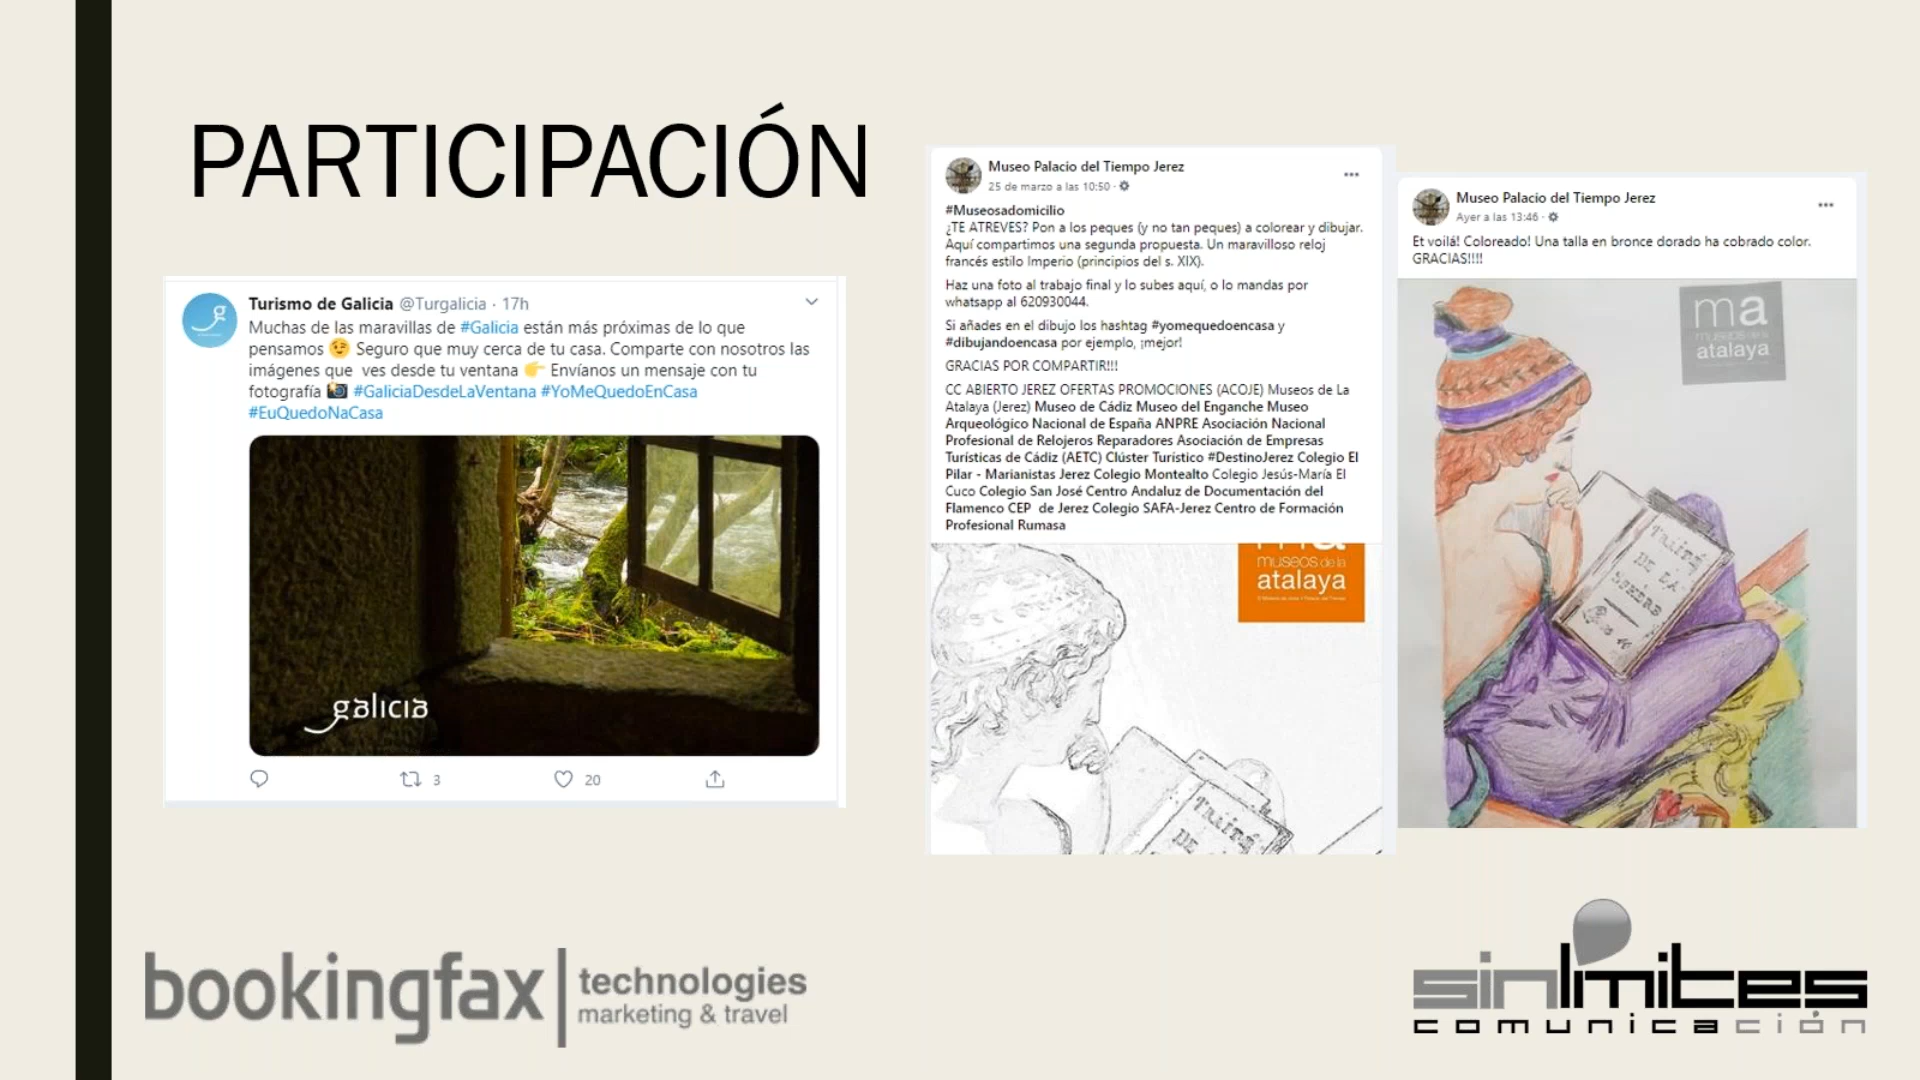 PARTICIPACIÓN
Turismo de Galicia @Turgalicia · 17h
Muchas de las maravillas de #Galicia están más próximas de lo que
pensamos 😉 Seguro que muy cerca de tu casa. Comparte con nosotros las
imágenes que ves desde tu ventana 👉 Envíanos un mensaje con tu
fotografía 📸 #GaliciaDesdeLaVentana #YoMeQuedoEnCasa
#EuQuedoNaCasa
galicia
3
20
Museo Palacio del Tiempo Jerez
25 de marzo a las 10:50 ·
#Museosadomicilio
¿TE ATREVES? Pon a los peques (y no tan peques) a colorear y dibujar.
Aquí compartimos una segunda propuesta. Un maravilloso reloj
francés estilo Imperio (principios del s. XIX).
Haz una foto al trabajo final y lo subes aquí, o lo mandas por
whatsapp al 620930044.
Si añades en el dibujo los hashtag #yomequedoencasa y
#dibujandoencasa por ejemplo, ¡mejor!
GRACIAS POR COMPARTIR!!!
CC ABIERTO JEREZ OFERTAS PROMOCIONES (ACOJE) Museos de La
Atalaya (Jerez) Museo de Cádiz Museo del Enganche Museo
Arqueológico Nacional de España ANPRE Asociación Nacional
Profesional de Relojeros Reparadores Asociación de Empresas
Turísticas de Cádiz (AETC) Clúster Turístico #DestinoJerez Colegio El
Pilar - Marianistas Jerez Colegio Montealto Colegio Jesús-María El
Cuco Colegio San José Centro Andaluz de Documentación del
Flamenco CEP de Jerez Colegio SAFA-Jerez Centro de Formación
Profesional Rumasa
ma
museos de la
atalaya
TRAITÉ
DE
Museo Palacio del Tiempo Jerez
Ayer a las 13:46 ·
Et voilá! Coloreado! Una talla en bronce dorado ha cobrado color.
GRACIAS!!!!
ma
museos de la
atalaya
DE LA
bookingfax technologies
marketing & travel
sinlimites
comunicación